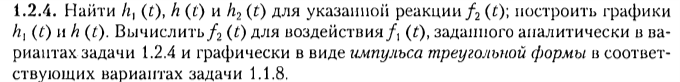 1.2.4. Найти h₁ (t), h (t) и h₂ (t) для указанной реакции f₂ (t); построить графики
h₁ (t) и h (t). Вычислить f₂ (t) для воздействия f₁ (t), заданного аналитически в ва-
риантах задачи 1.2.4 и графически в виде импульса треугольной формы в соответ-
ствующих вариантах задачи 1.1.8.